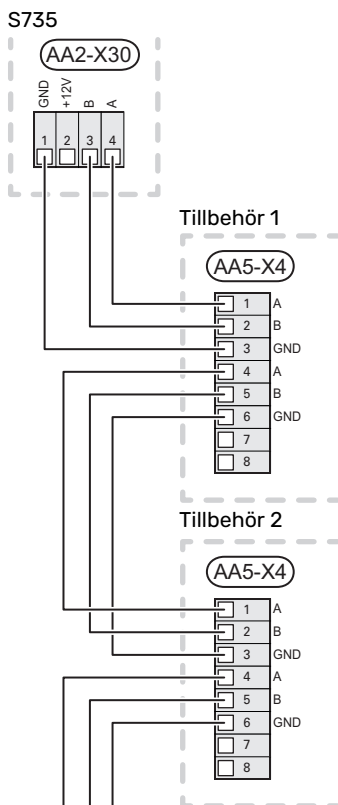 S735
AA2-X30
GND +12V B A
1 2 3 4
Tillbehör 1
AA5-X4
1 A
2 B
3 GND
4 A
5 B
6 GND
7
8
Tillbehör 2
AA5-X4
1 A
2 B
3 GND
4 A
5 B
6 GND
7
8